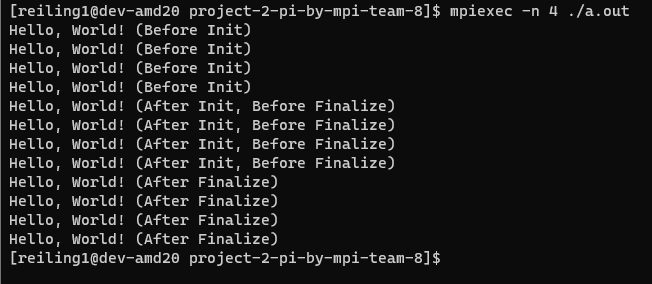 [reiling1@dev-amd20 project-2-pi-by-mpi-team-8]$ mpiexec -n 4 ./a.out
Hello, World! (Before Init)
Hello, World! (Before Init)
Hello, World! (Before Init)
Hello, World! (Before Init)
Hello, World! (After Init, Before Finalize)
Hello, World! (After Init, Before Finalize)
Hello, World! (After Init, Before Finalize)
Hello, World! (After Init, Before Finalize)
Hello, World! (After Finalize)
Hello, World! (After Finalize)
Hello, World! (After Finalize)
Hello, World! (After Finalize)
[reiling1@dev-amd20 project-2-pi-by-mpi-team-8]$